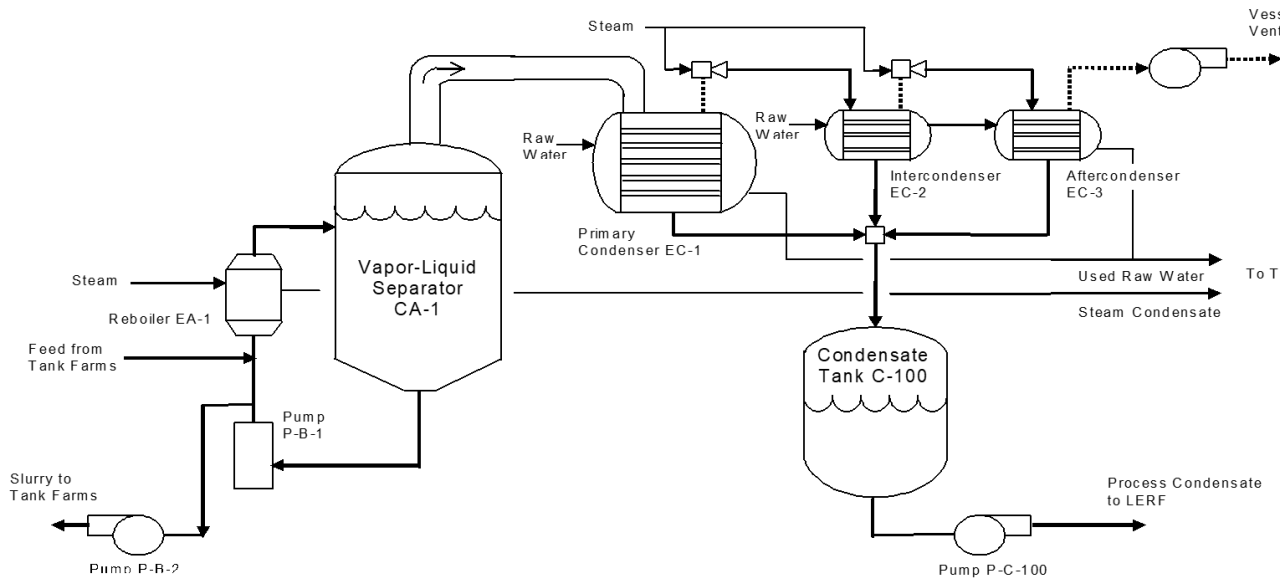 Steam
Vess
Vent
Raw
Water
Raw
Water
Intercondenser
EC-2
Aftercondenser
EC-3
Primary
Condenser EC-1
Vapor-Liquid
Separator
CA-1
Steam
Reboiler EA-1
Used Raw Water
To T
Steam Condensate
Feed from
Tank Farms
Condensate
Tank C-100
Pump
P-B-1
Slurry to
Tank Farms
Process Condensate
to LERF
Pump P-B-2
Pump P-C-100